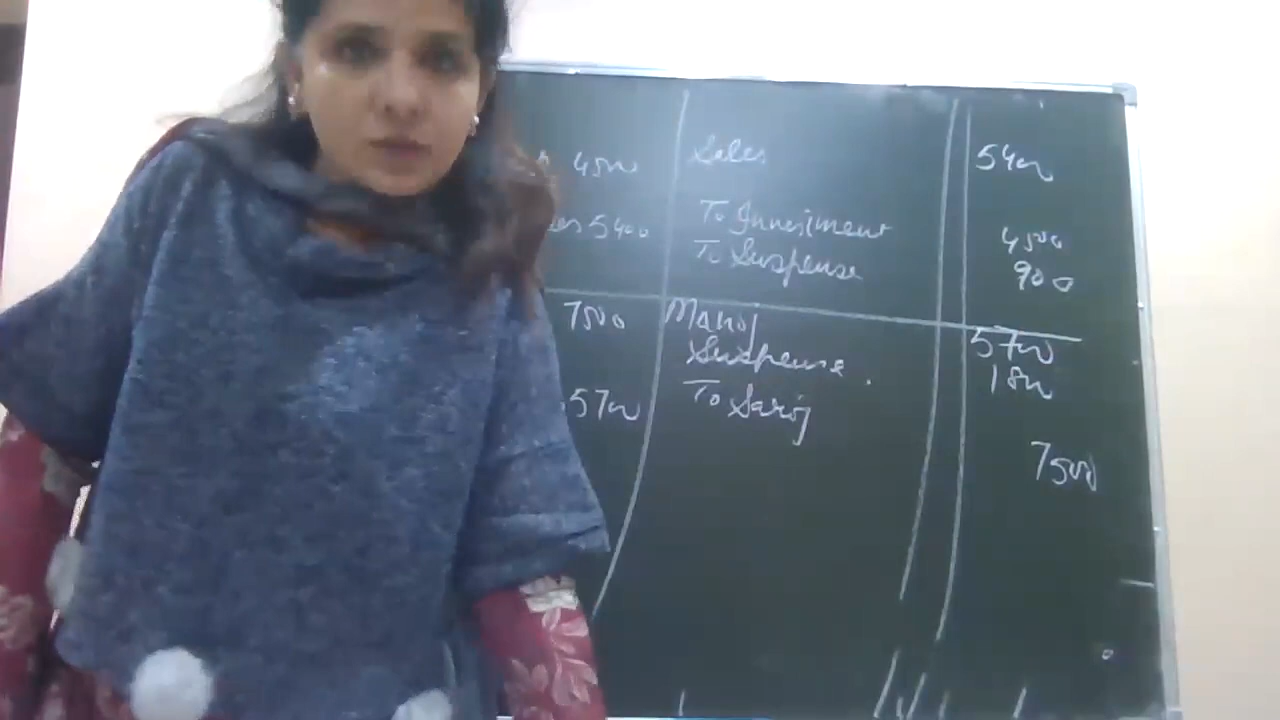 4500 Sales 5400
5400 To Investment 4500
To Suspense 900
7500 Manoj 5700
Suspense 1800
5700 To Saroj
7500